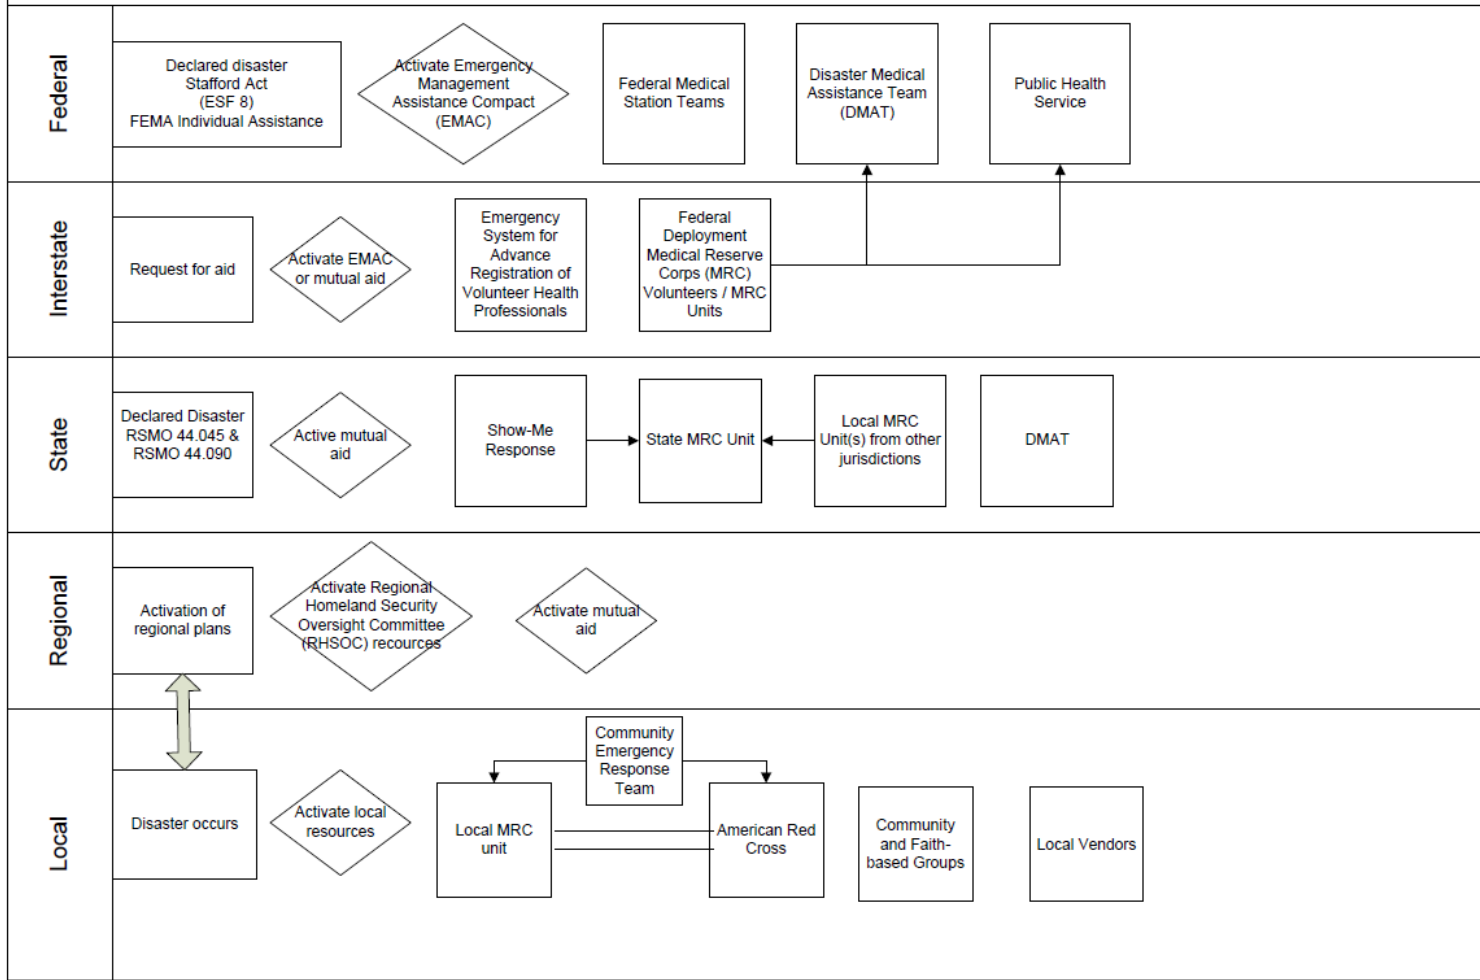 Federal
Declared disaster
Stafford Act
(ESF 8)
FEMA Individual Assistance
Activate Emergency
Management
Assistance Compact
(EMAC)
Federal Medical
Station Teams
Disaster Medical
Assistance Team
(DMAT)
Public Health
Service
Interstate
Request for aid
Activate EMAC
or mutual aid
Emergency
System for
Advance
Registration of
Volunteer Health
Professionals
Federal
Deployment
Medical Reserve
Corps (MRC)
Volunteers / MRC
Units
State
Declared Disaster
RSMO 44.045 &
RSMO 44.090
Active mutual
aid
Show-Me
Response
State MRC Unit
Local MRC
Unit(s) from other
jurisdictions
DMAT
Regional
Activation of
regional plans
Activate Regional
Homeland Security
Oversight Committee
(RHSOC) recources
Activate mutual
aid
Local
Disaster occurs
Activate local
resources
Community
Emergency
Response
Team
Local MRC
unit
American Red
Cross
Community
and Faith-
based Groups
Local Vendors